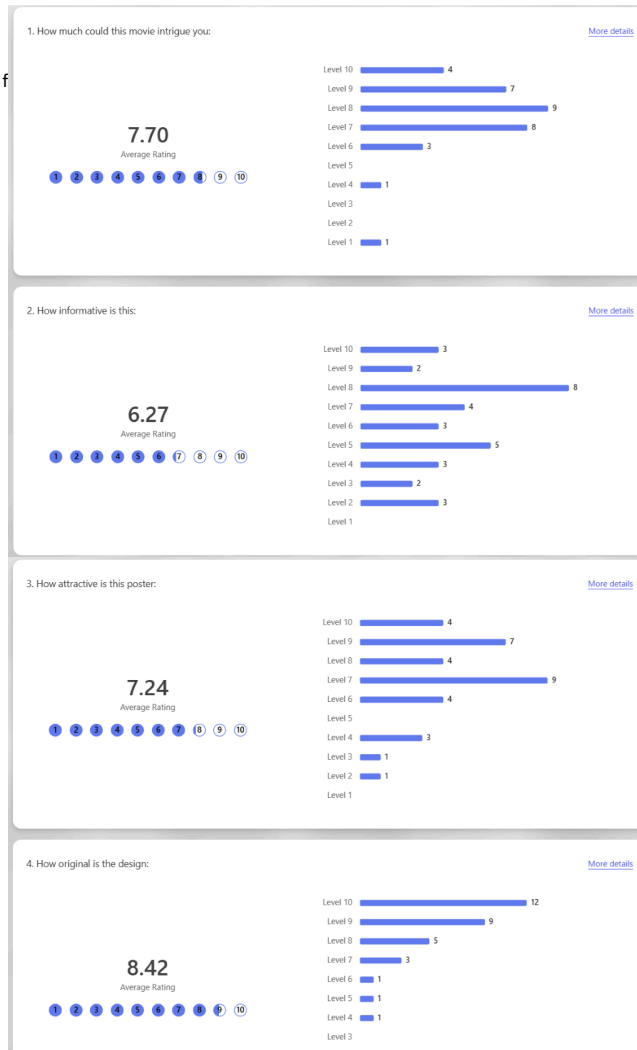 f
1. How much could this movie intrigue you:
More details
7.70
Average Rating
1 2 3 4 5 6 7 8 9 10
Level 10 4
Level 9 7
Level 8 9
Level 7 8
Level 6 3
Level 5
Level 4 1
Level 3
Level 2
Level 1 1
2. How informative is this:
More details
6.27
Average Rating
1 2 3 4 5 6 7 8 9 10
Level 10 3
Level 9 2
Level 8 8
Level 7 4
Level 6 3
Level 5 5
Level 4 3
Level 3 2
Level 2 3
Level 1
3. How attractive is this poster:
More details
7.24
Average Rating
1 2 3 4 5 6 7 8 9 10
Level 10 4
Level 9 7
Level 8 4
Level 7 9
Level 6 4
Level 5
Level 4 3
Level 3 1
Level 2 1
Level 1
4. How original is the design:
More details
8.42
Average Rating
1 2 3 4 5 6 7 8 9 10
Level 10 12
Level 9 9
Level 8 5
Level 7 3
Level 6 1
Level 5 1
Level 4 1
Level 3